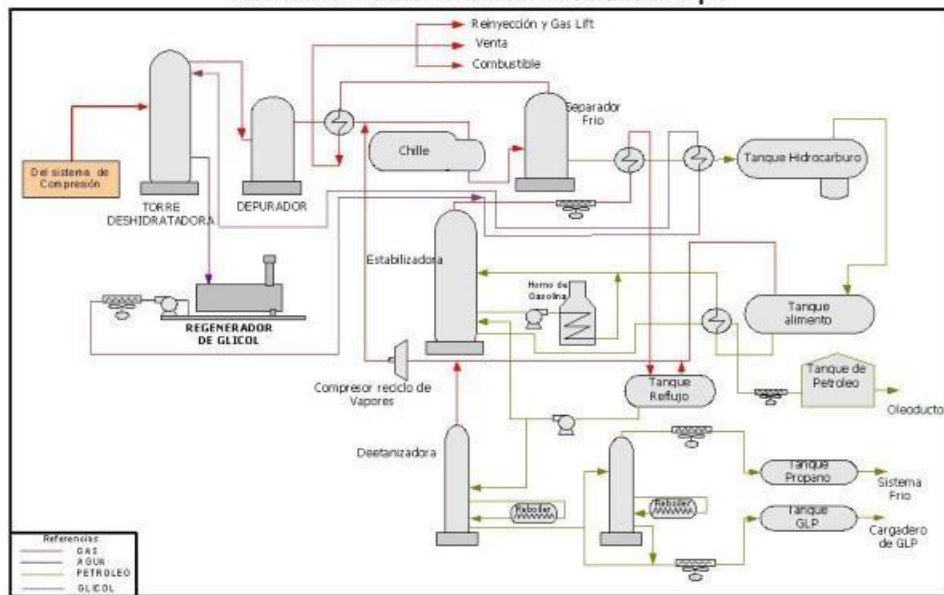 Reinyección y Gas Lift
Venta
Combustible
Separador
Frio
Chille
Tanque Hidrocarburo
Del sistema de
Compresión
TORRE
DESHIDRATADORA
DEPURADOR
Estabilizadora
Horno de
Gasolina
Tanque
alimento
REGENERADOR
DE GLICOL
Compresor reciclo de
Vapores
Tanque
Reflujo
Tanque de
Petroleo
Oleoducto
Deetanizadora
Reboiler
Reboiler
Tanque
Propano
Sistema
Frio
Tanque
GLP
Cargadero
de GLP
Referencias
GAS
AGUA
PETROLEO
GLICOL